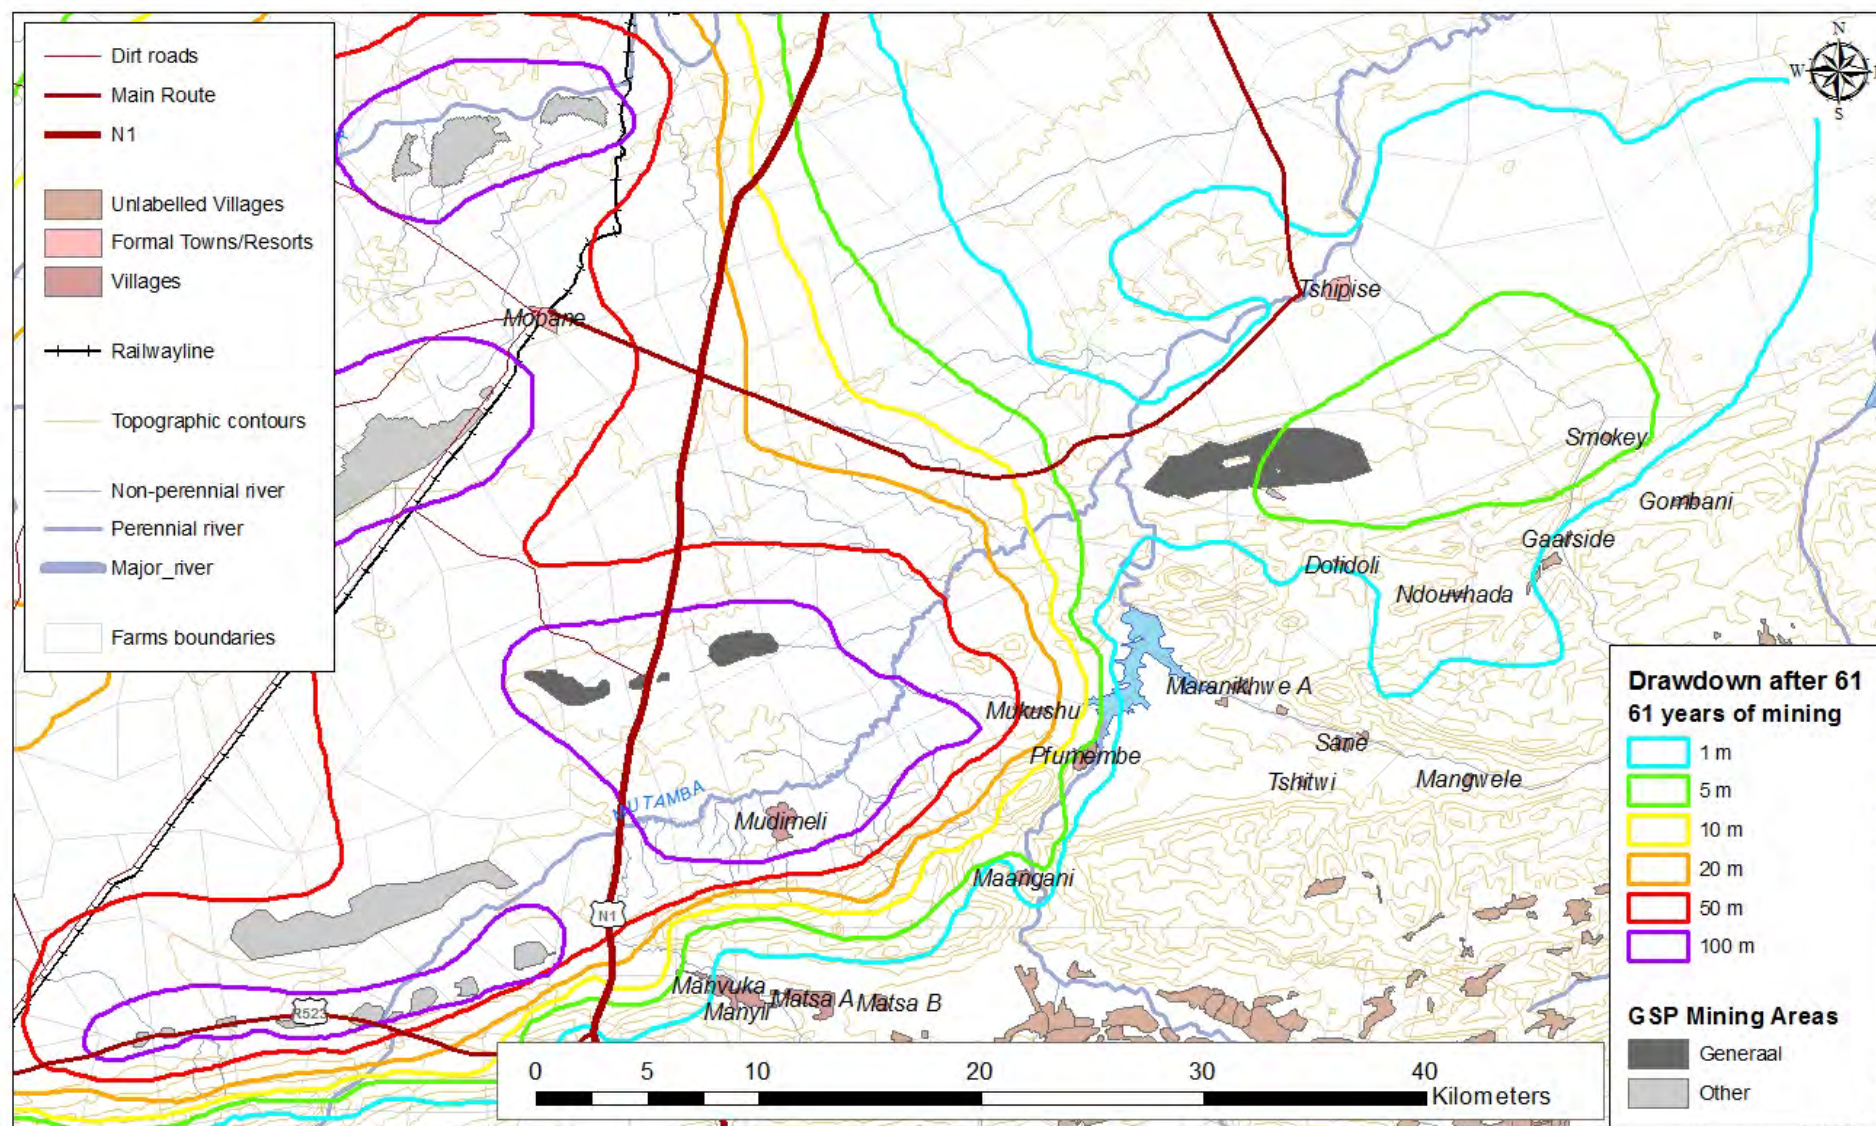 Dirt roads
Main Route
N1
Unlabelled Villages
Formal Towns/Resorts
Villages
Railwayline
Topographic contours
Non-perennial river
Perennial river
Major_river
Farms boundaries
N
W
S
Tshipise
Mopane
Smokey
Gombani
Gaarside
Dolidoli
Ndouvhada
Maranikhwe A
Mukushu
Pfumembe
Sane
Tshitwi
Mangwele
MUTAMBA
Mudimeli
Maangani
N1
Manvuka
Manyii
Matsa A
Matsa B
R523
0 5 10 20 30 40
Kilometers
Drawdown after 61
61 years of mining
1 m
5 m
10 m
20 m
50 m
100 m
GSP Mining Areas
Generaal
Other